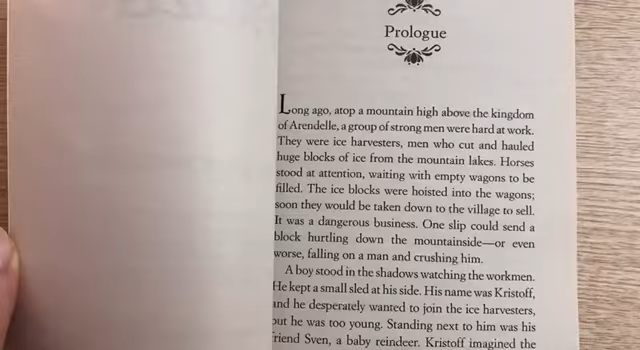 Prologue
Long ago, atop a mountain high above the kingdom
of Arendelle, a group of strong men were hard at work.
They were ice harvesters, men who cut and hauled
huge blocks of ice from the mountain lakes. Horses
stood at attention, waiting with empty wagons to be
filled. The ice blocks were hoisted into the wagons;
soon they would be taken down to the village to sell.
It was a dangerous business. One slip could send a
block hurtling down the mountainside—or even
worse, falling on a man and crushing him.
A boy stood in the shadows watching the workmen.
He kept a small sled at his side. His name was Kristoff,
and he desperately wanted to join the ice harvesters,
but he was too young. Standing next to him was his
friend Sven, a baby reindeer. Kristoff imagined the